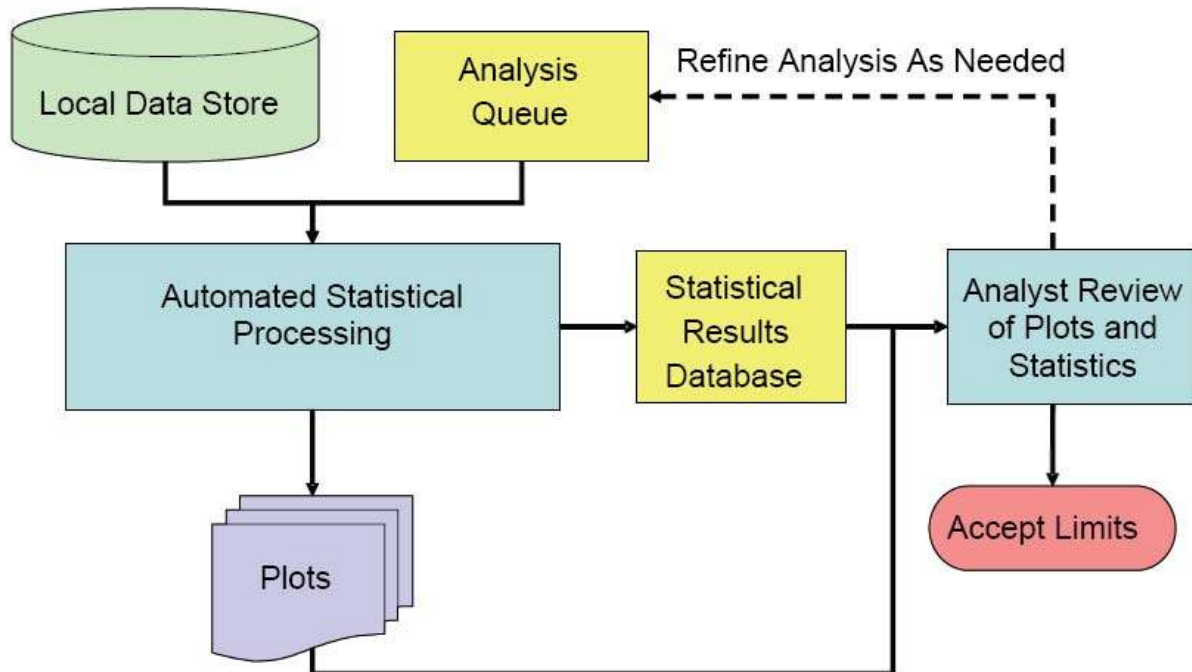 Local Data Store
Analysis
Queue
Refine Analysis As Needed
Automated Statistical
Processing
Statistical
Results
Database
Analyst Review
of Plots and
Statistics
Plots
Accept Limits